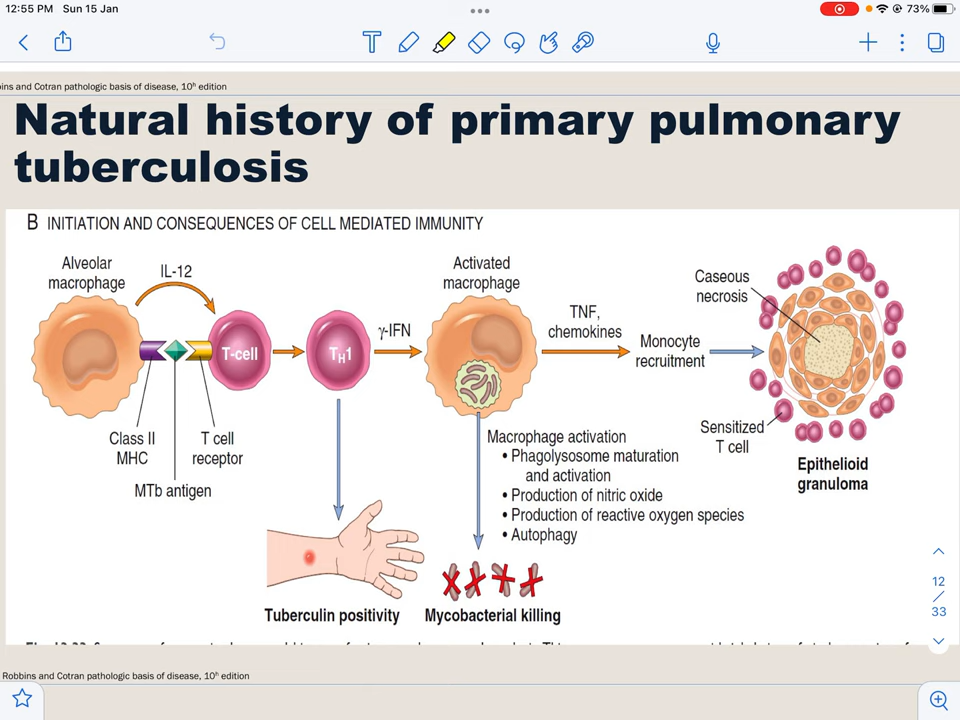 12:55 PM Sun 15 Jan
73%
ins and Cotran pathologic basis of disease, 10ʰ edition
Natural history of primary pulmonary
tuberculosis
B INITIATION AND CONSEQUENCES OF CELL MEDIATED IMMUNITY
Alveolar
macrophage
IL-12
T-cell
TH1
γ-IFN
Activated
macrophage
TNF,
chemokines
Monocyte
recruitment
Caseous
necrosis
Sensitized
T cell
Epithelioid
granuloma
Class II
MHC
T cell
receptor
MTb antigen
Macrophage activation
• Phagolysosome maturation
and activation
• Production of nitric oxide
• Production of reactive oxygen species
• Autophagy
Tuberculin positivity
Mycobacterial killing
12
/
33
Robbins and Cotran pathologic basis of disease, 10ʰ edition